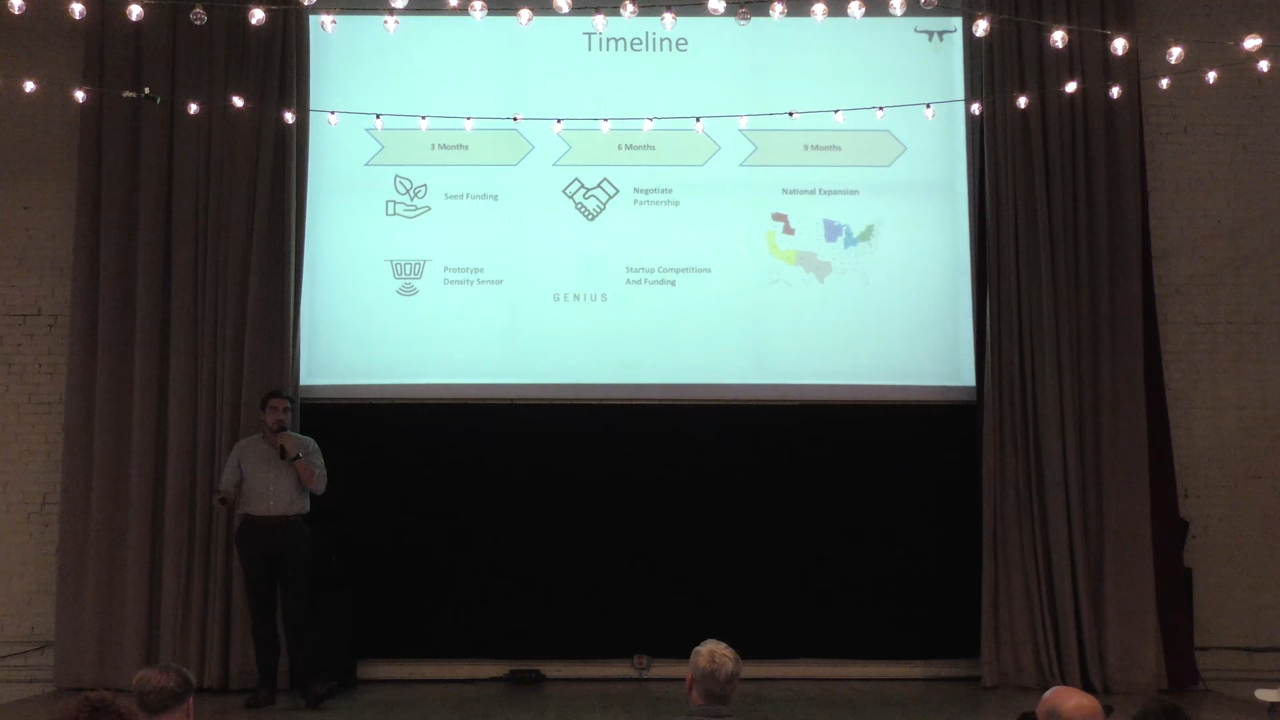 Timeline
3 Months
6 Months
9 Months
Seed Funding
Negotiate
Partnership
National Expansion
Prototype
Density Sensor
Startup Competitions
And Funding
GENIUS